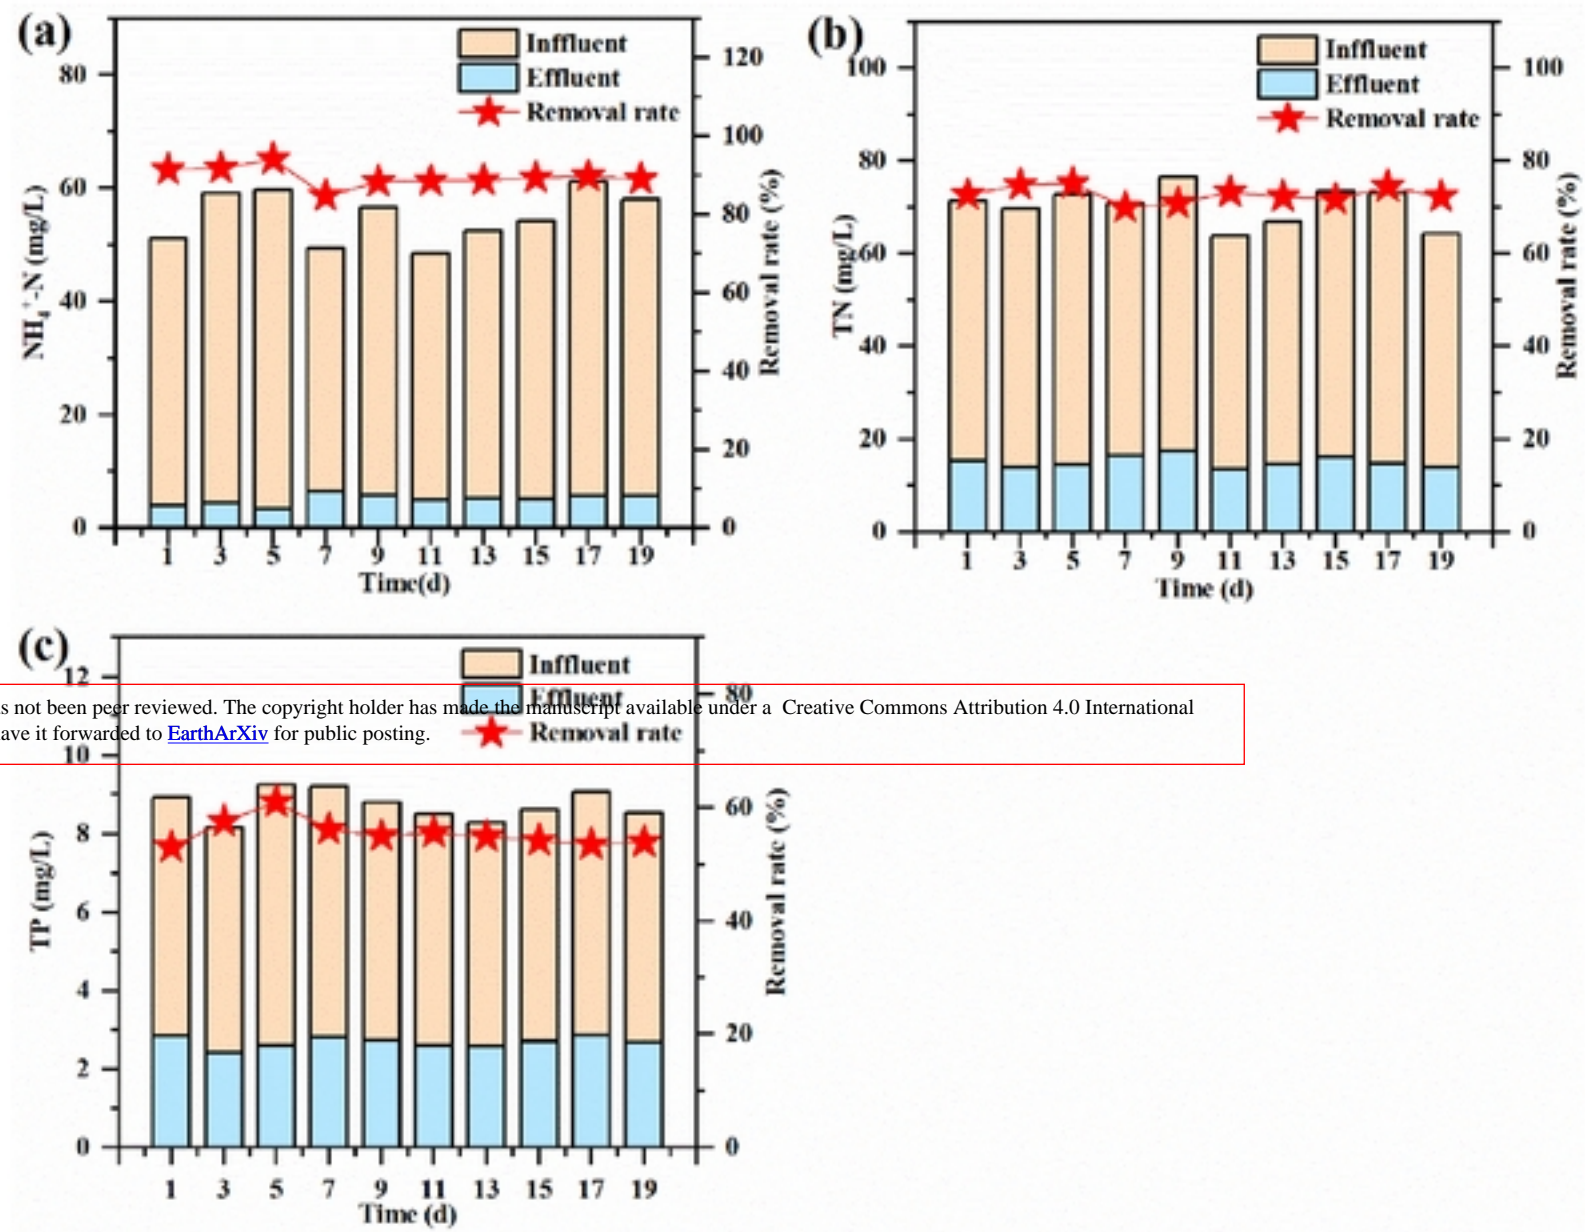 (a)
Inffluent
Effluent
Removal rate
NH4+-N (mg/L)
80
60
40
20
0
120
100
80
60
40
20
0
Removal rate (%)
1 3 5 7 9 11 13 15 17 19
Time(d)
(b)
Inffluent
Effluent
Removal rate
TN (mg/L)
100
80
60
40
20
0
100
80
60
40
20
0
Removal rate (%)
1 3 5 7 9 11 13 15 17 19
Time (d)
(c)
Inffluent
Effluent
Removal rate
s not been peer reviewed. The copyright holder has made the manuscript available under a Creative Commons Attribution 4.0 International
ave it forwarded to EarthArXiv for public posting.
TP (mg/L)
12
10
8
6
4
2
0
80
60
40
20
0
Removal rate (%)
1 3 5 7 9 11 13 15 17 19
Time (d)